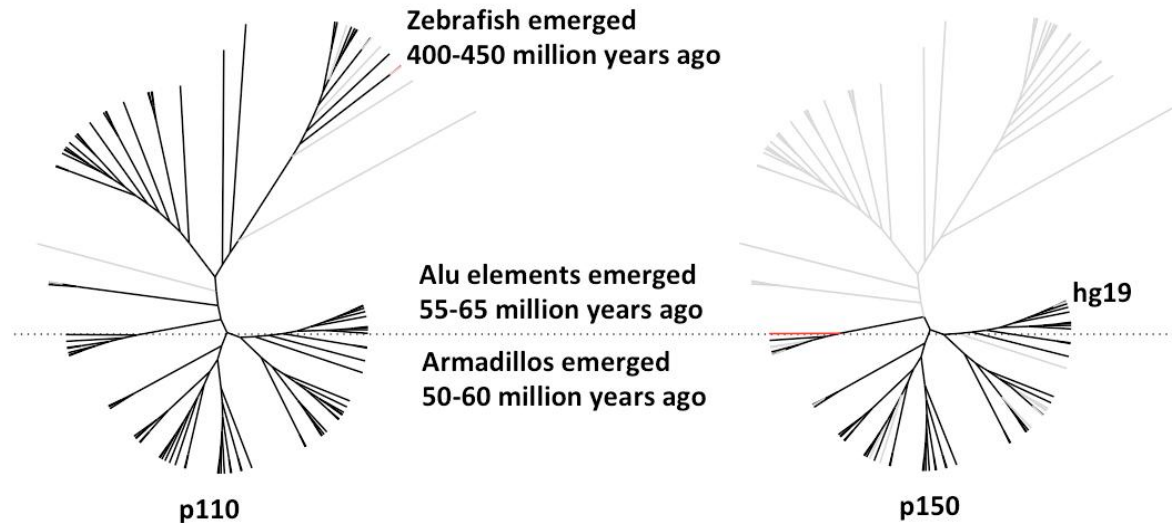 Zebrafish emerged
400-450 million years ago
Alu elements emerged
55-65 million years ago
hg19
Armadillos emerged
50-60 million years ago
p110
p150